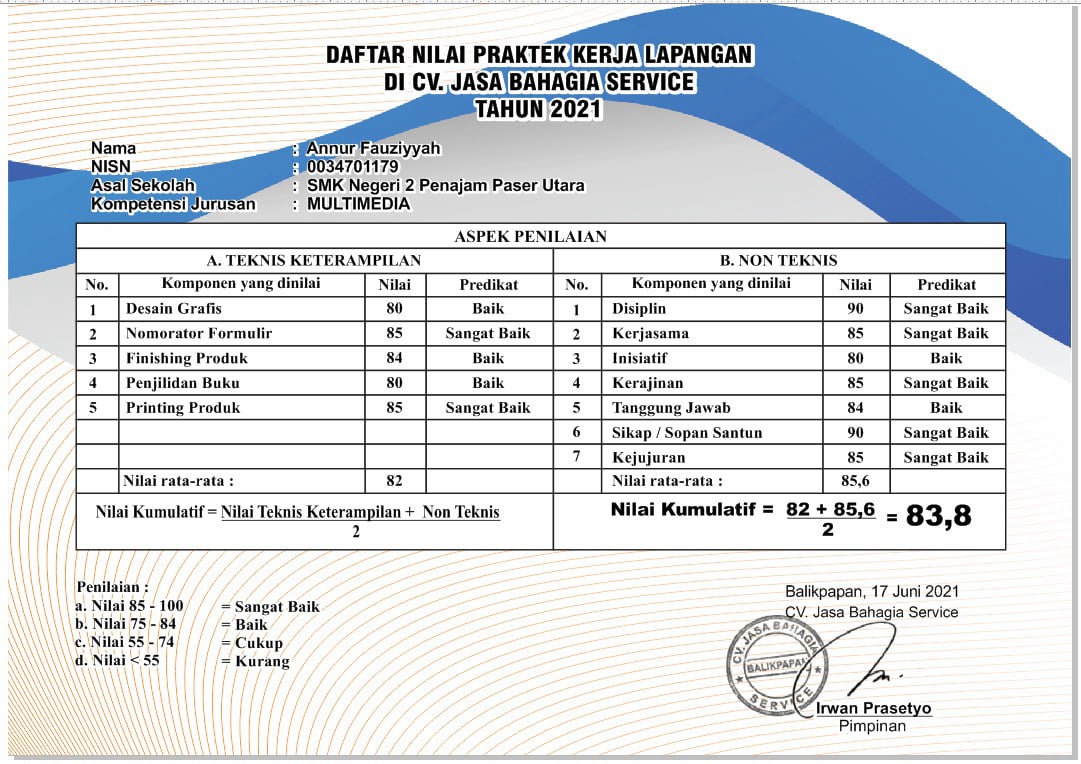 DAFTAR NILAI PRAKTEK KERJA LAPANGAN
DI CV. JASA BAHAGIA SERVICE
TAHUN 2021
Nama : Annur Fauziyyah
NISN : 0034701179
Asal Sekolah : SMK Negeri 2 Penajam Paser Utara
Kompetensi Jurusan : MULTIMEDIA
ASPEK PENILAIAN
A. TEKNIS KETERAMPILAN B. NON TEKNIS
No. Komponen yang dinilai Nilai Predikat No. Komponen yang dinilai Nilai Predikat
1 Desain Grafis 80 Baik 1 Disiplin 90 Sangat Baik
2 Nomorator Formulir 85 Sangat Baik 2 Kerjasama 85 Sangat Baik
3 Finishing Produk 84 Baik 3 Inisiatif 80 Baik
4 Penjilidan Buku 80 Baik 4 Kerajinan 85 Sangat Baik
5 Printing Produk 85 Sangat Baik 5 Tanggung Jawab 84 Baik
6 Sikap / Sopan Santun 90 Sangat Baik
7 Kejujuran 85 Sangat Baik
Nilai rata-rata : 82 Nilai rata-rata : 85,6
Nilai Kumulatif = Nilai Teknis Keterampilan + Non Teknis
2
Nilai Kumulatif = 82 + 85,6 = 83,8
2
Penilaian :
a. Nilai 85 - 100 = Sangat Baik
b. Nilai 75 - 84 = Baik
c. Nilai 55 - 74 = Cukup
d. Nilai < 55 = Kurang
Balikpapan, 17 Juni 2021
CV. Jasa Bahagia Service
CV. JASA BAHAGIA
BALIKPAPAN
SERVICE
Irwan Prasetyo
Pimpinan